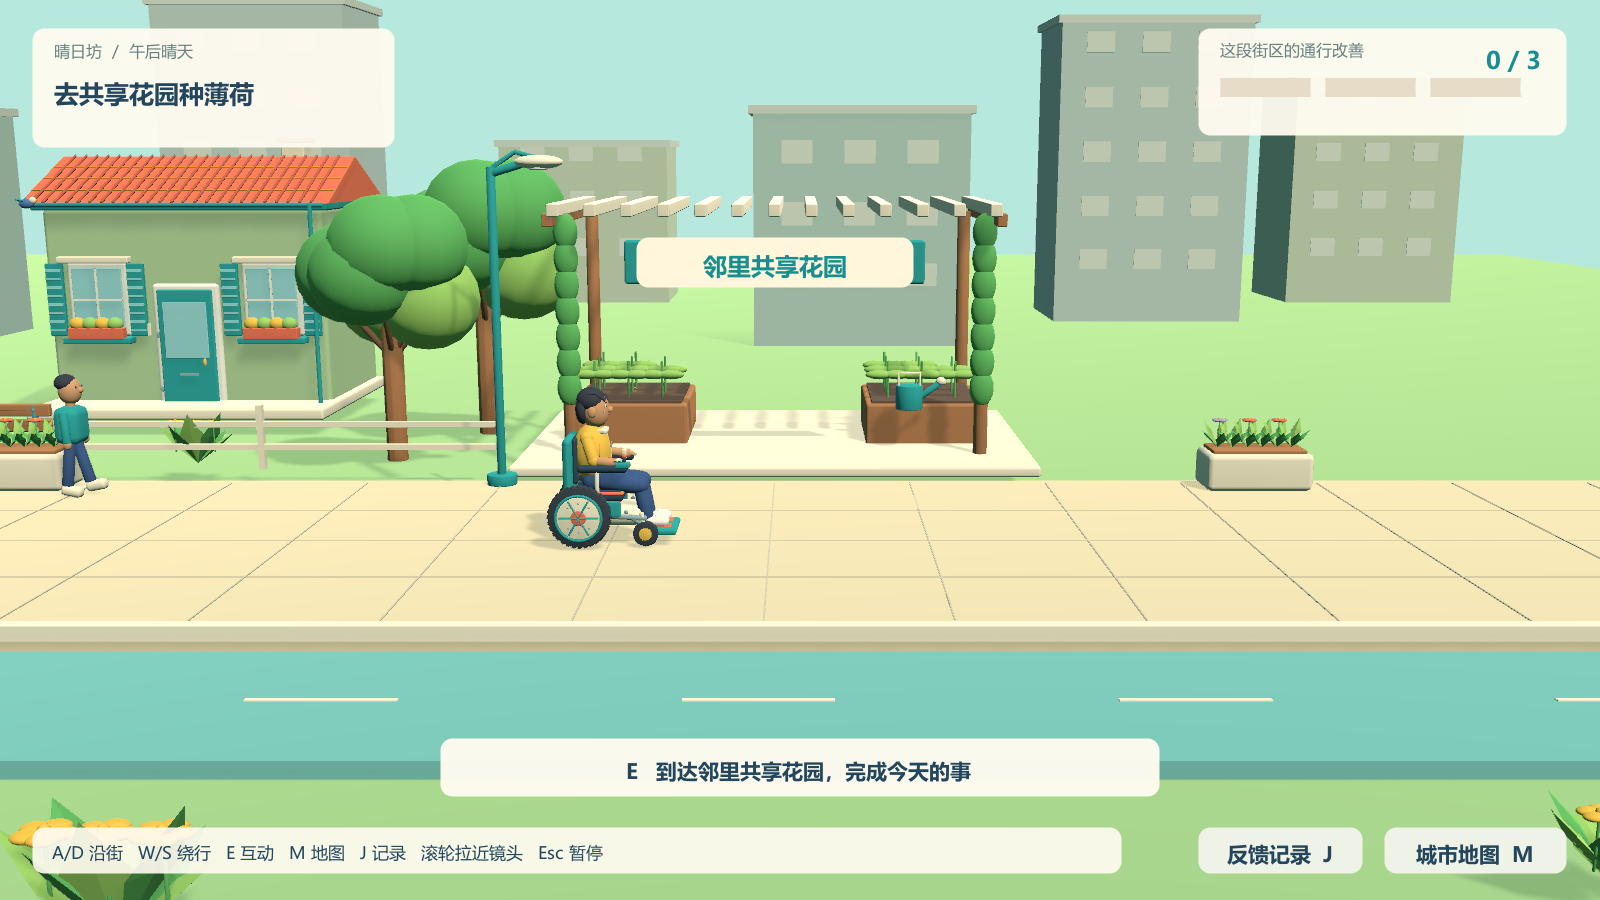 晴日坊 / 午后晴天
去共享花园种薄荷
这段街区的通行改善
0 / 3
邻里共享花园
E 到达邻里共享花园，完成今天的事
A/D 沿街 W/S 绕行 E 互动 M 地图 J 记录 滚轮拉近镜头 Esc 暂停
反馈记录 J
城市地图 M